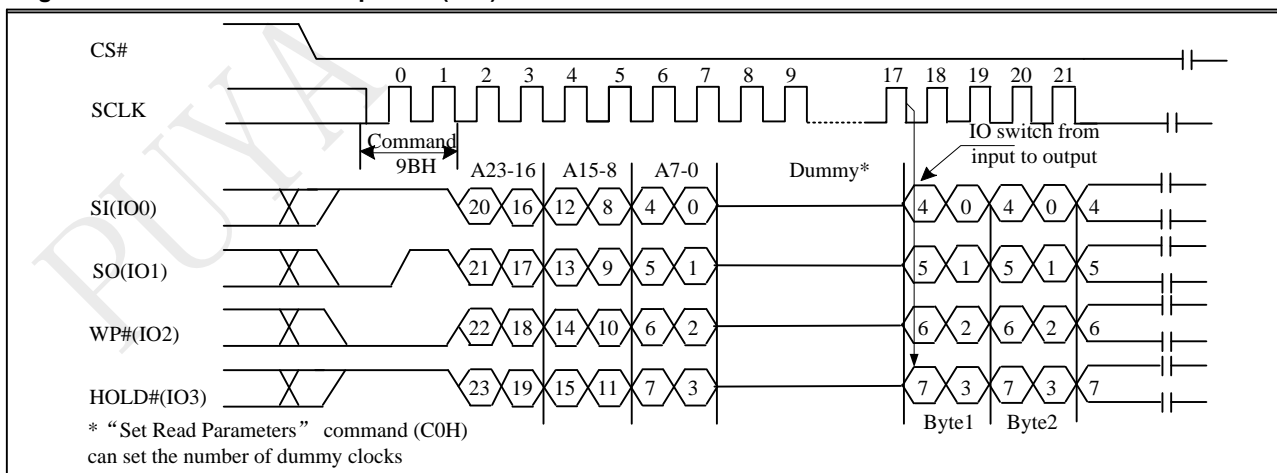 CS#
0 1 2 3 4 5 6 7 8 9 17 18 19 20 21
SCLK
Command
9BH
IO switch from
input to output
A23-16 A15-8 A7-0 Dummy*
SI(IO0) 20 16 12 8 4 0 4 0 4 0 4
SO(IO1) 21 17 13 9 5 1 5 1 5 1 5
WP#(IO2) 22 18 14 10 6 2 6 2 6 2 6
HOLD#(IO3) 23 19 15 11 7 3 7 3 7 3 7
Byte1 Byte2
* “Set Read Parameters” command (C0H)
can set the number of dummy clocks
PUYA